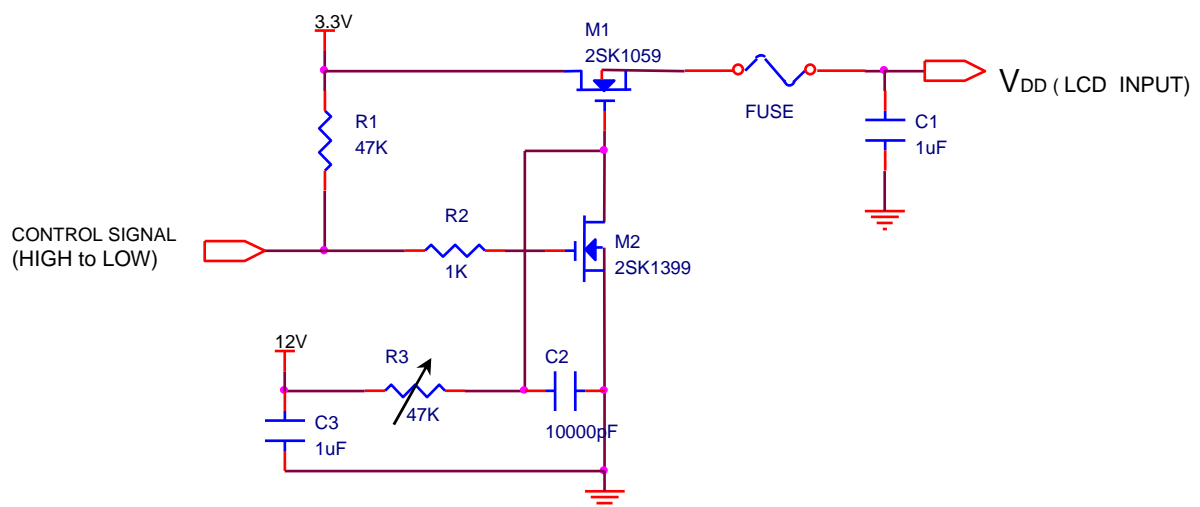 3.3V
M1
2SK1059
FUSE
VDD ( LCD INPUT)
R1
47K
C1
1uF
CONTROL SIGNAL
(HIGH to LOW)
R2
1K
M2
2SK1399
12V
R3
47K
C2
10000pF
C3
1uF